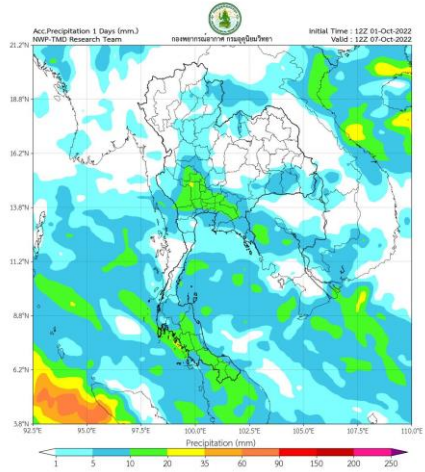 Acc.Precipitation 1 Days (mm.)
NWP-TMD Research Team
กองพยากรณ์อากาศ กรมอุตุนิยมวิทยา
Initial Time : 12Z 01-Oct-2022
Valid : 12Z 07-Oct-2022
21.2°N
18.8°N
16.2°N
13.8°N
11.2°N
8.8°N
6.2°N
3.8°N
92.5°E 95.0°E 97.5°E 100.0°E 102.5°E 105.0°E 107.5°E 110.0°E
Precipitation (mm)
1 5 10 20 35 60 90 150 200 250